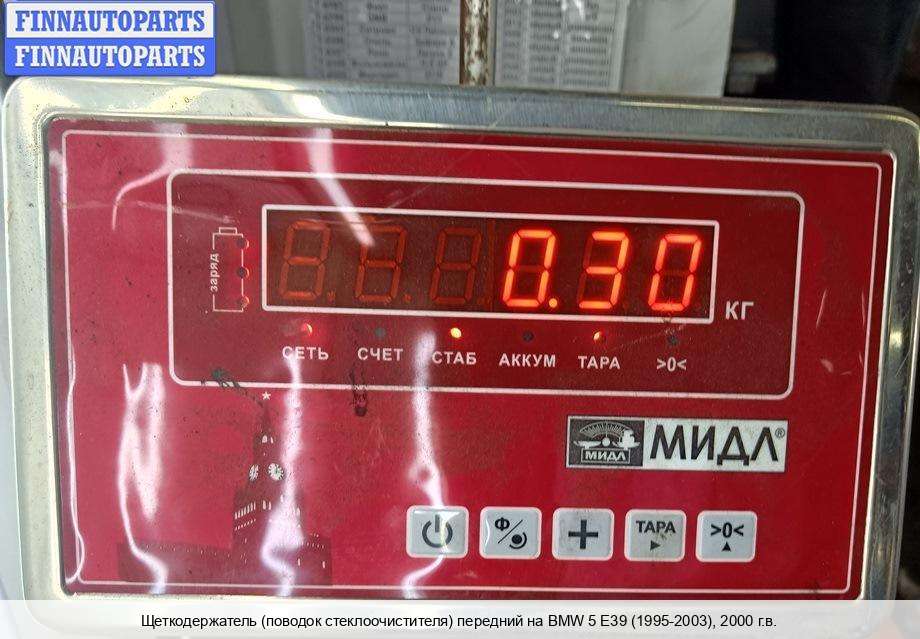 FINNAUTOPARTS
FINNAUTOPARTS
заряд
0.30
КГ
СЕТЬ СЧЕТ СТАБ АККУМ ТАРА >0<
МИДЛ МИДЛ®
Ф ТАРА >0<
Щеткодержатель (поводок стеклоочистителя) передний на BMW 5 E39 (1995-2003), 2000 г.в.